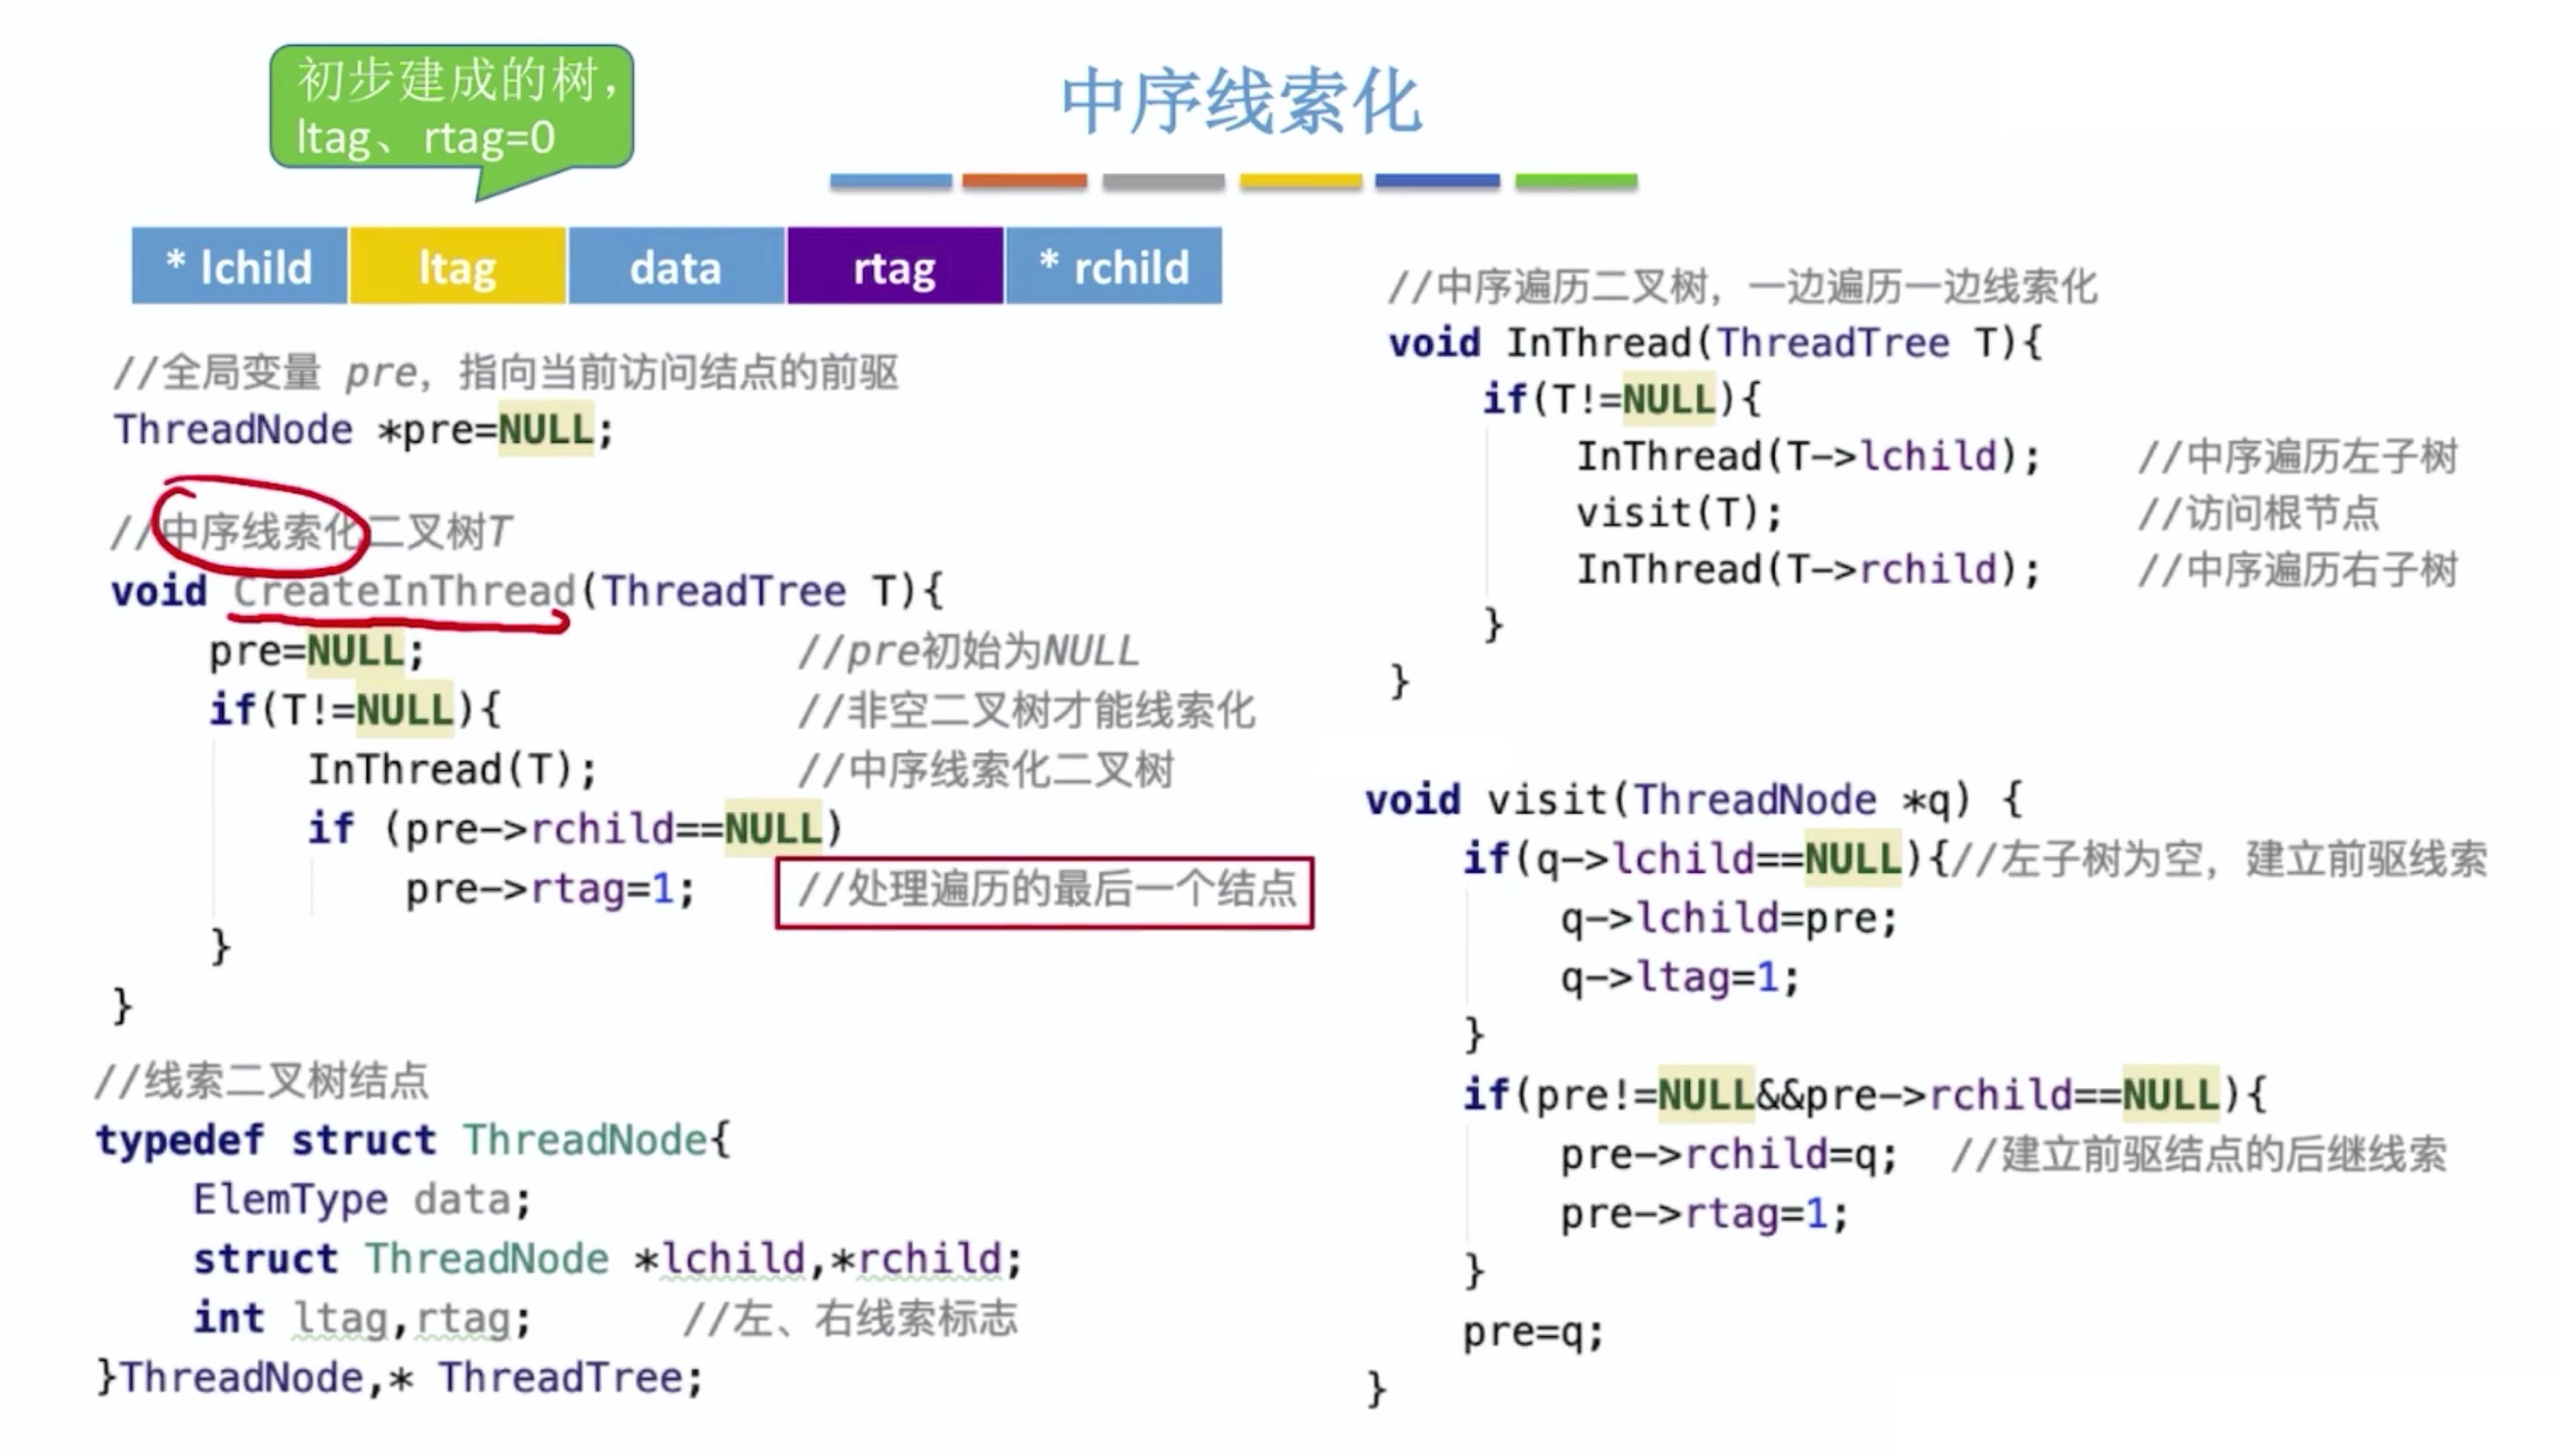 初步建成的树，
ltag、rtag=0
中序线索化
* lchild
ltag
data
rtag
* rchild
//全局变量 pre，指向当前访问结点的前驱
ThreadNode *pre=NULL;
//中序线索化二叉树T
void CreateInThread(ThreadTree T){
pre=NULL; //pre初始为NULL
if(T!=NULL){ //非空二叉树才能线索化
InThread(T); //中序线索化二叉树
if (pre->rchild==NULL)
pre->rtag=1; //处理遍历的最后一个结点
}
}
//线索二叉树结点
typedef struct ThreadNode{
ElemType data;
struct ThreadNode *lchild,*rchild;
int ltag,rtag; //左、右线索标志
}ThreadNode,* ThreadTree;
//中序遍历二叉树，一边遍历一边线索化
void InThread(ThreadTree T){
if(T!=NULL){
InThread(T->lchild); //中序遍历左子树
visit(T); //访问根节点
InThread(T->rchild); //中序遍历右子树
}
}
void visit(ThreadNode *q) {
if(q->lchild==NULL){//左子树为空，建立前驱线索
q->lchild=pre;
q->ltag=1;
}
if(pre!=NULL&&pre->rchild==NULL){
pre->rchild=q; //建立前驱结点的后继线索
pre->rtag=1;
}
pre=q;
}